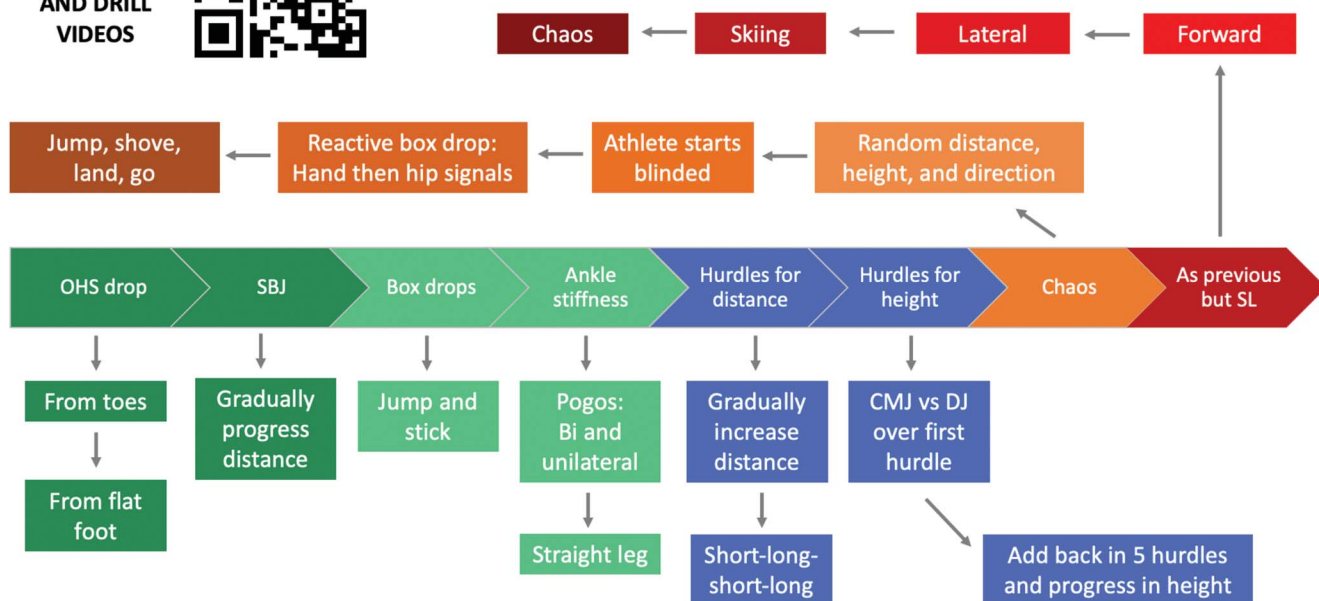 AND DRILL
VIDEOS
Chaos
Skiing
Lateral
Forward
Jump, shove,
land, go
Reactive box drop:
Hand then hip signals
Athlete starts
blinded
Random distance,
height, and direction
OHS drop
SBJ
Box drops
Ankle
stiffness
Hurdles for
distance
Hurdles for
height
Chaos
As previous
but SL
From toes
From flat
foot
Gradually
progress
distance
Jump and
stick
Pogos:
Bi and
unilateral
Straight leg
Gradually
increase
distance
Short-long-
short-long
CMJ vs DJ
over first
hurdle
Add back in 5 hurdles
and progress in height